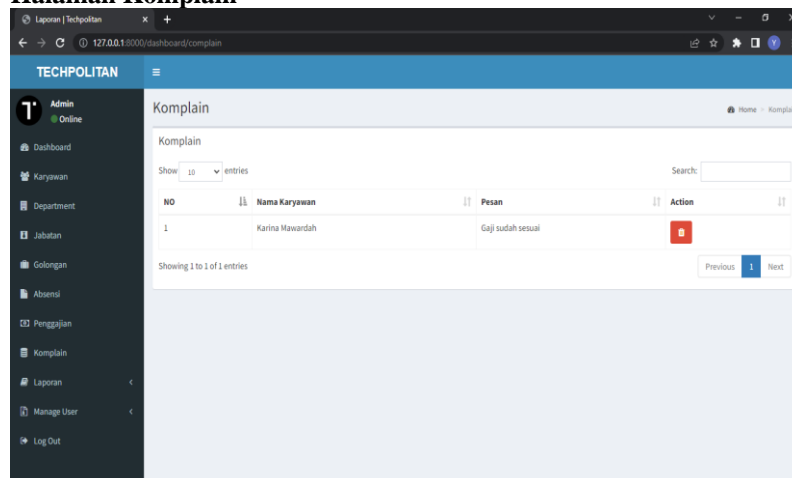 Halaman Komplain
Laporan | Techpolitan
127.0.0.1:8000/dashboard/complain
Y
TECHPOLITAN
T
Admin
Online
Dashboard
Karyawan
Department
Jabatan
Golongan
Absensi
Penggajian
Komplain
Laporan
Manage User
Log Out
Komplain
Home > Komplai
Komplain
Show 10 entries
Search:
NO Nama Karyawan Pesan Action
1 Karina Mawardah Gaji sudah sesuai
Showing 1 to 1 of 1 entries
Previous 1 Next